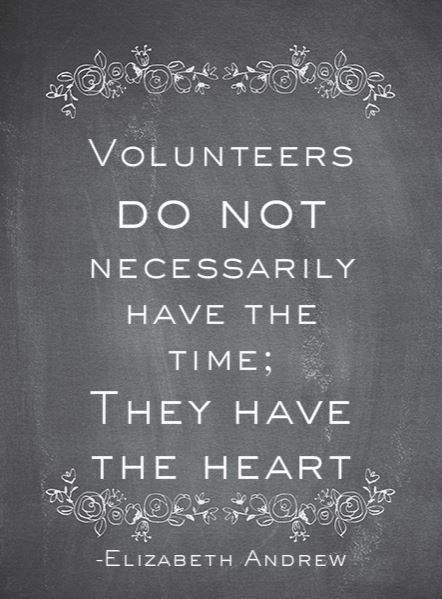 Volunteers
DO NOT
NECESSARILY
HAVE THE
TIME;
They have
the heart
-Elizabeth Andrew